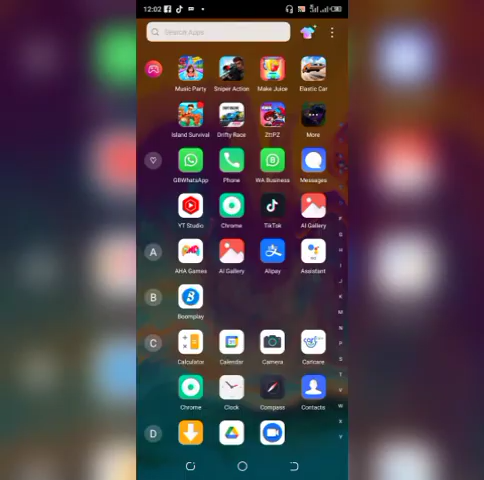 12:02
Search Apps
Music Party Sniper Action Make Juice Elastic Car
Island Survival Drifty Race ZttPZ More
GBWhatsApp Phone WA Business Messages
YT Studio Chrome TikTok AI Gallery
A
AHA Games AI Gallery Alipay Assistant
B
Boomplay
C
Calculator Calendar Camera Carlcare
Chrome Clock Compass Contacts
D